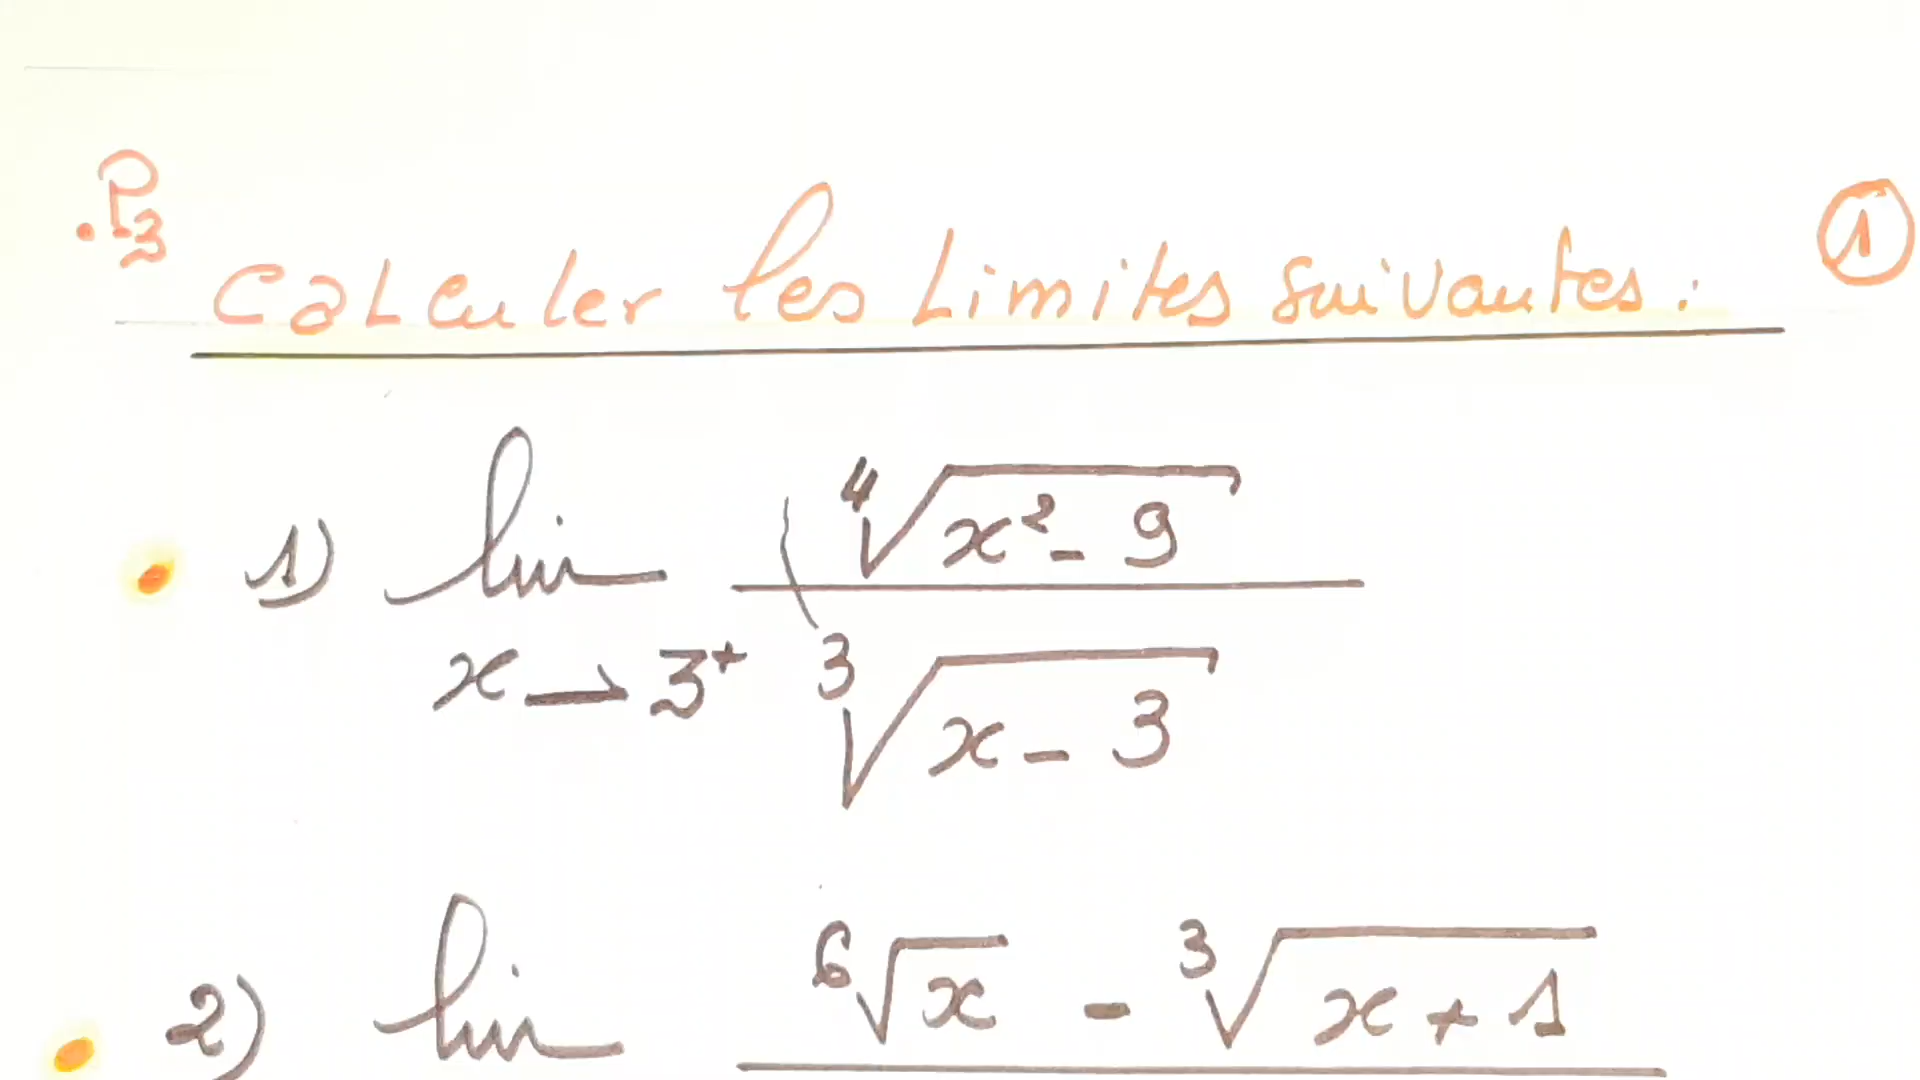 .P3
Calculer les Limites suivantes :
①
1) lim ⁴√(x² - 9)
x → 3⁺ ³√(x - 3)
2) lim ⁶√x - ³√(x + 1)